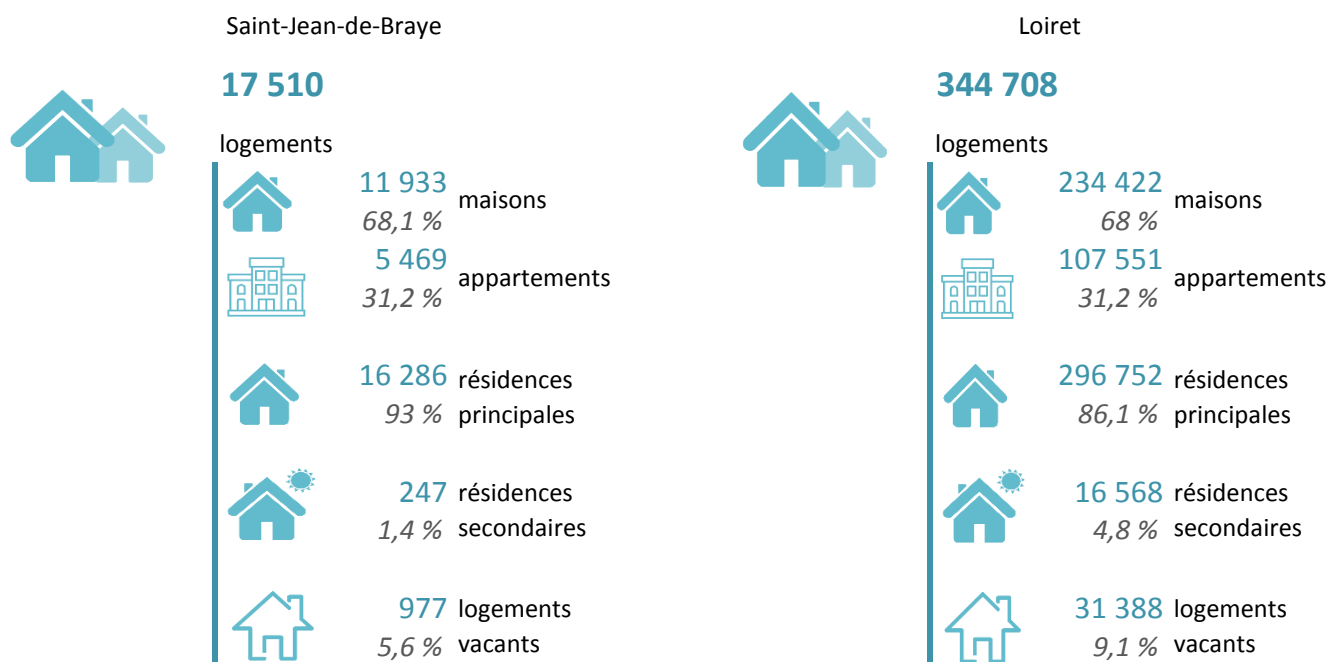 Saint-Jean-de-Braye
17 510
logements
11 933
maisons
68,1 %
5 469
appartements
31,2 %
16 286 résidences
93 % principales
247 résidences
1,4 % secondaires
977 logements
5,6 % vacants
Loiret
344 708
logements
234 422
maisons
68 %
107 551
appartements
31,2 %
296 752 résidences
86,1 % principales
16 568 résidences
4,8 % secondaires
31 388 logements
9,1 % vacants